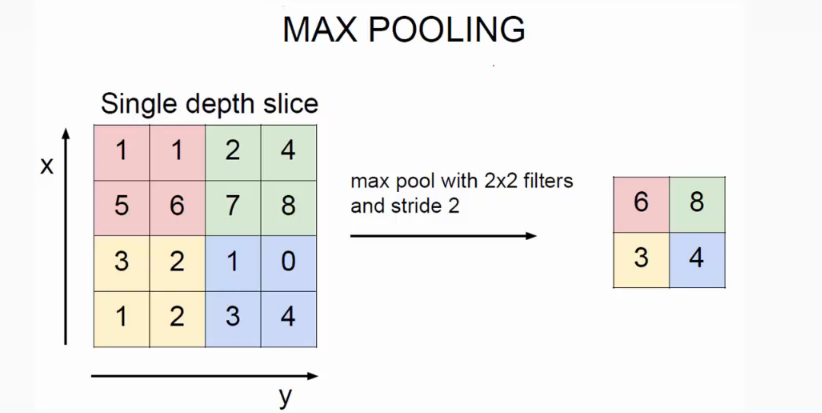 MAX POOLING
Single depth slice
x
1 1 2 4
5 6 7 8
3 2 1 0
1 2 3 4
y
max pool with 2x2 filters
and stride 2
6 8
3 4